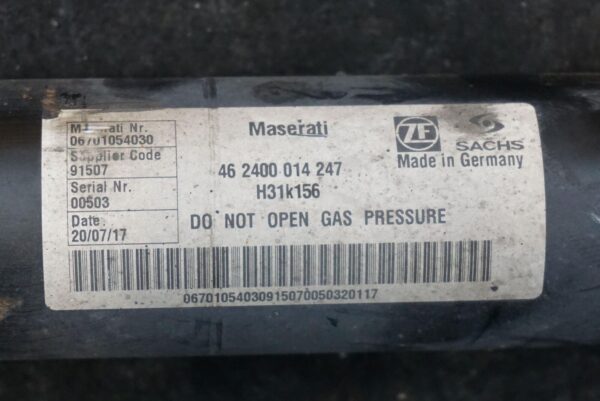 Maserati Nr.
06701054030
Supplier Code
91507
Serial Nr.
00503
Date
20/07/17
Maserati
46 2400 014 247
H31k156
DO NOT OPEN GAS PRESSURE
ZF
SACHS
Made in Germany
06701054030915070050320117